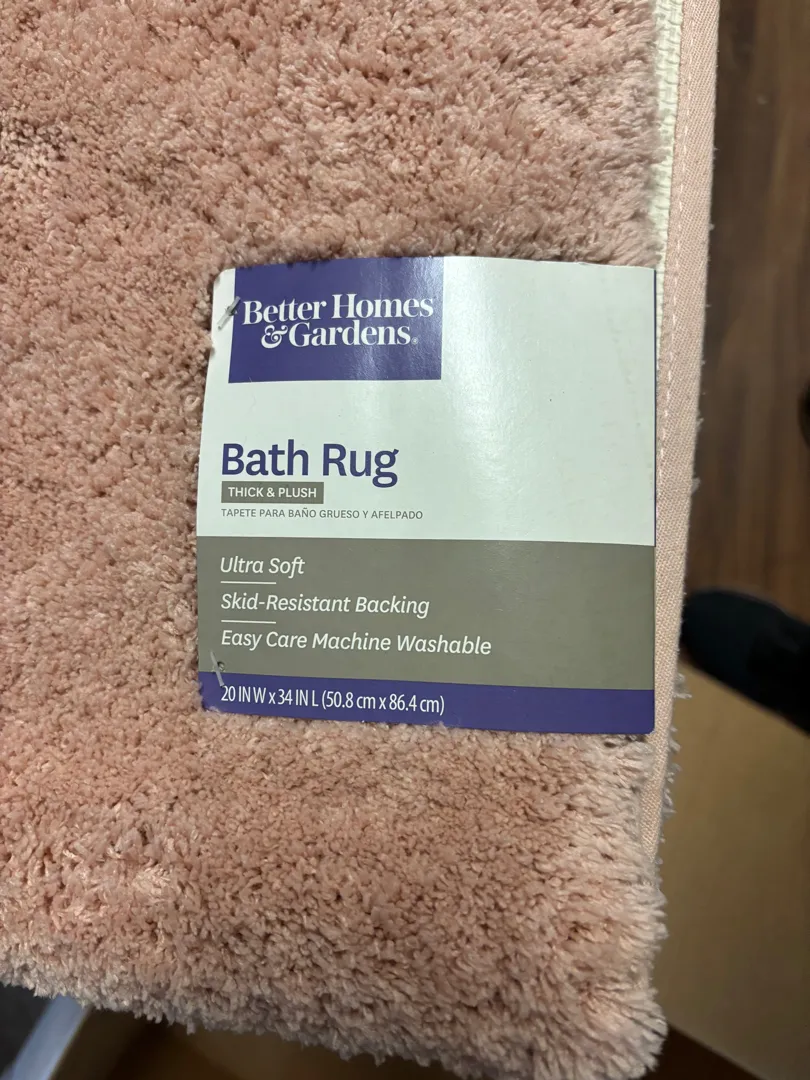 Better Homes
& Gardens®
Bath Rug
THICK & PLUSH
TAPETE PARA BAÑO GRUESO Y AFELPADO
Ultra Soft
Skid-Resistant Backing
Easy Care Machine Washable
20 IN W x 34 IN L (50.8 cm x 86.4 cm)